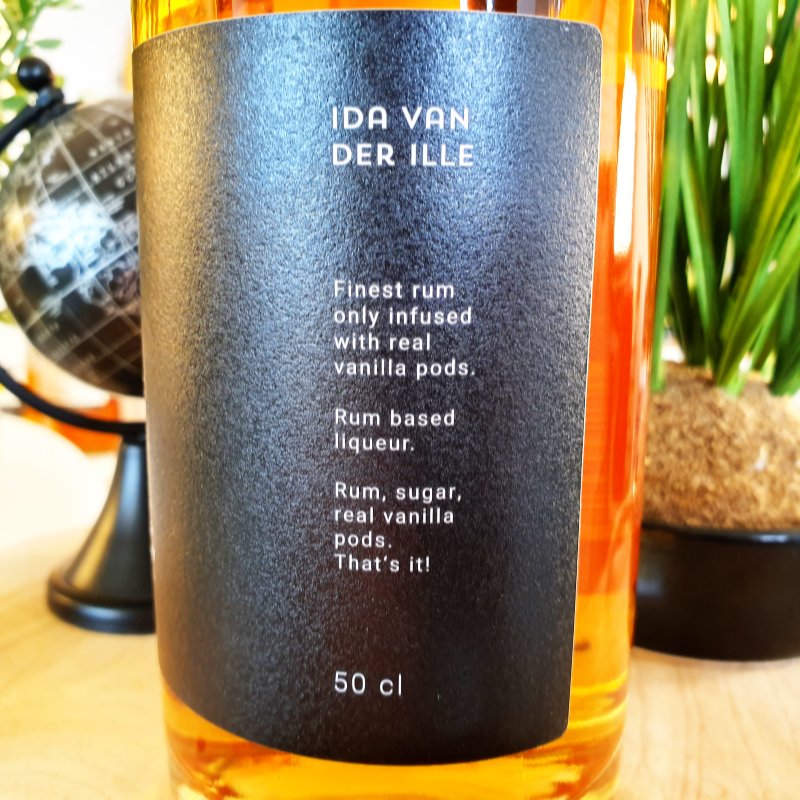 IDA VAN
DER ILLE
Finest rum
only infused
with real
vanilla pods.
Rum based
liqueur.
Rum, sugar,
real vanilla
pods.
That's it!
50 cl